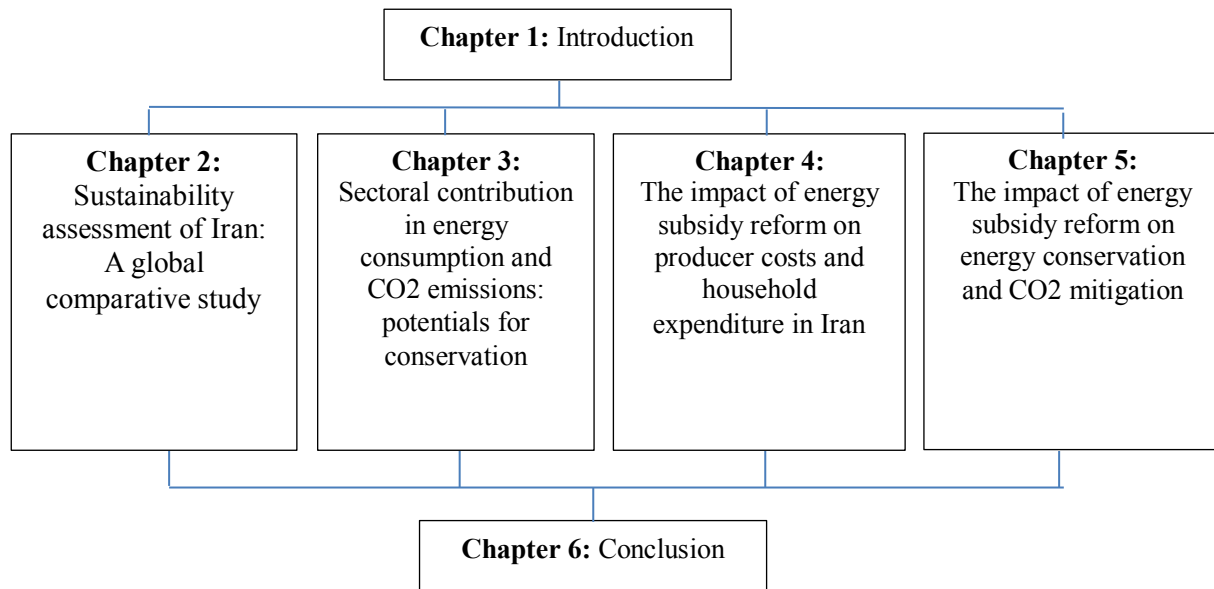 Chapter 1: Introduction
Chapter 2:
Sustainability
assessment of Iran:
A global
comparative study
Chapter 3:
Sectoral contribution
in energy
consumption and
CO2 emissions:
potentials for
conservation
Chapter 4:
The impact of energy
subsidy reform on
producer costs and
household
expenditure in Iran
Chapter 5:
The impact of energy
subsidy reform on
energy conservation
and CO2 mitigation
Chapter 6: Conclusion